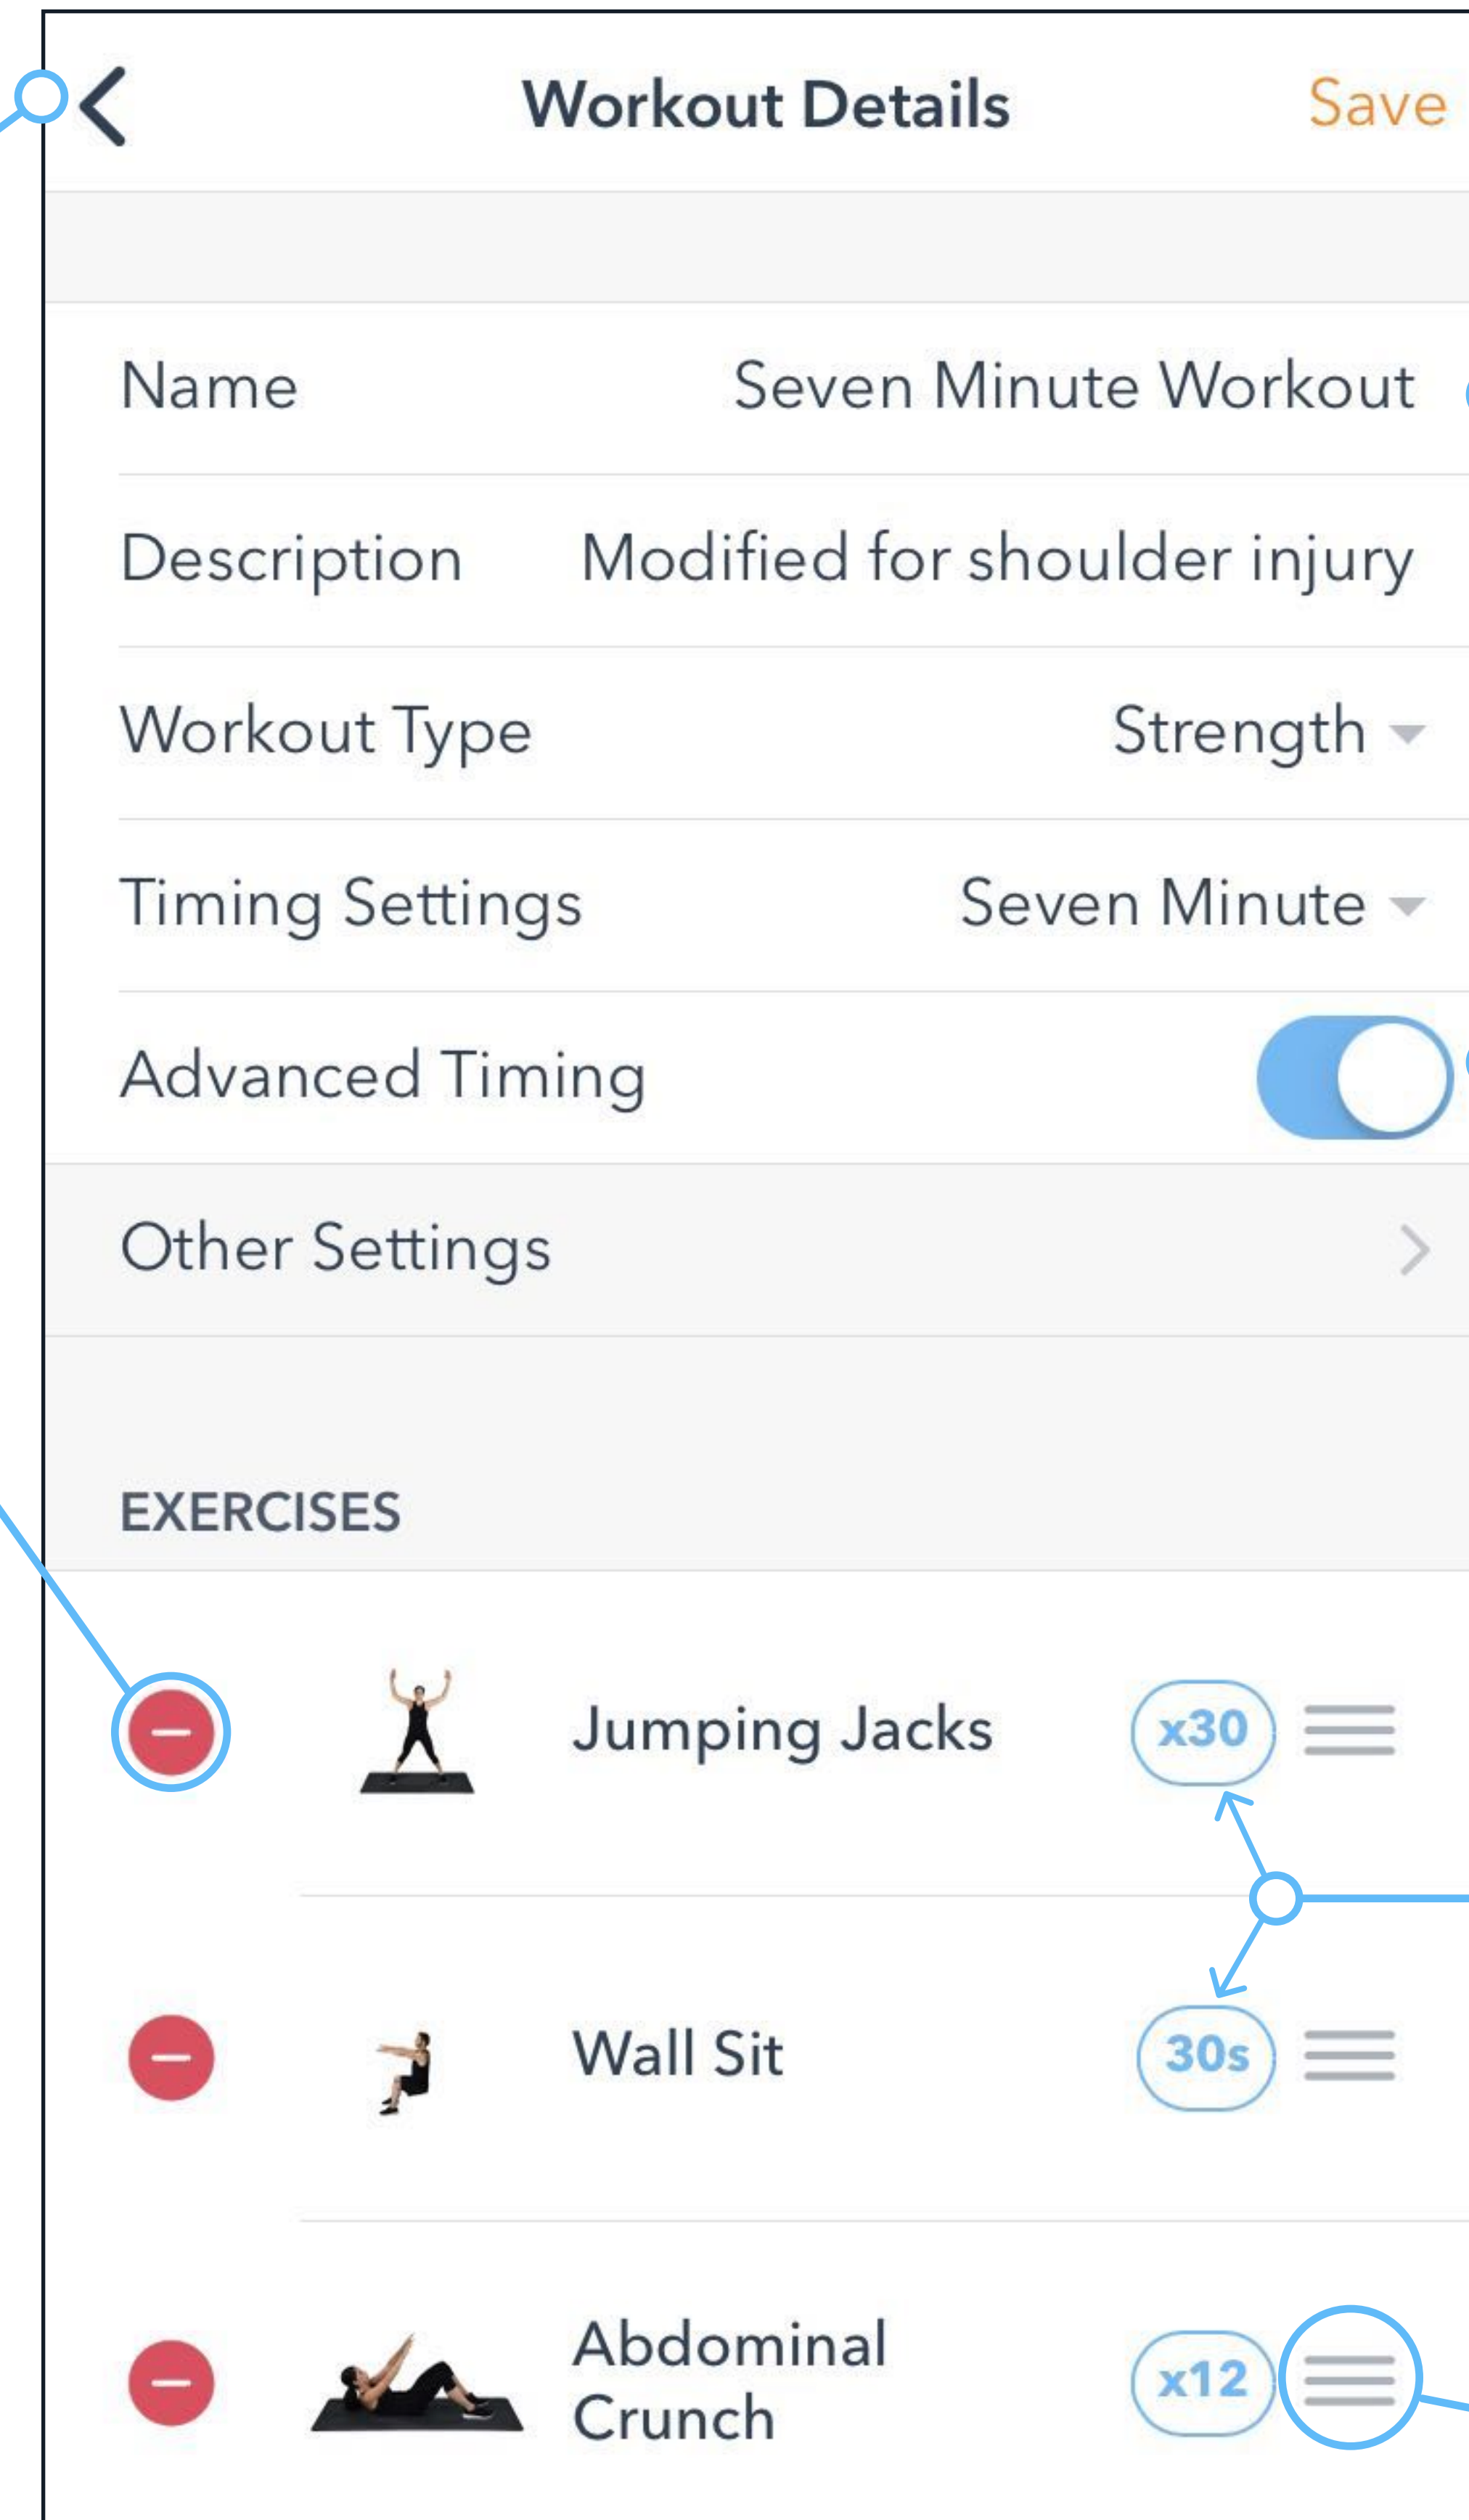 Workout Details Save
Name Seven Minute Workout
Description Modified for shoulder injury
Workout Type Strength
Timing Settings Seven Minute
Advanced Timing
Other Settings
EXERCISES
Jumping Jacks x30
Wall Sit 30s
Abdominal
Crunch x12